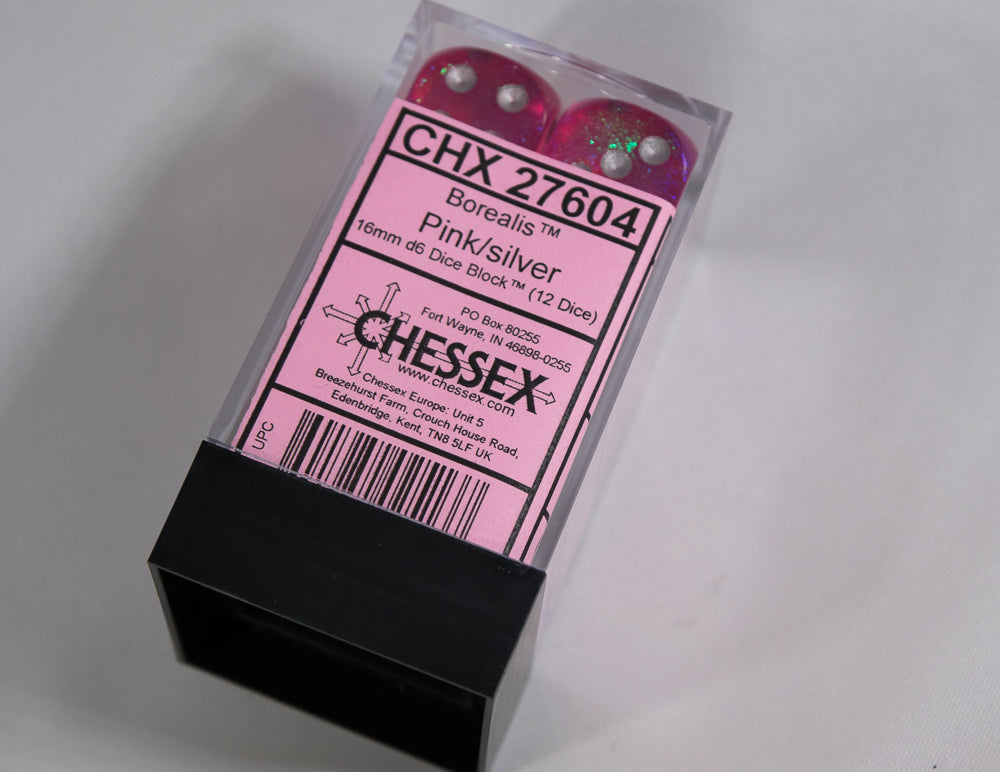 CHX 27604
Borealis™
Pink/silver
16mm d6 Dice Block™ (12 Dice)
PO Box 80255
Fort Wayne, IN 46898-0255
CHESSEX
www.chessex.com
Chessex Europe: Unit 5
Breezehurst Farm, Crouch House Road,
Edenbridge, Kent, TN8 5LF UK
UPC